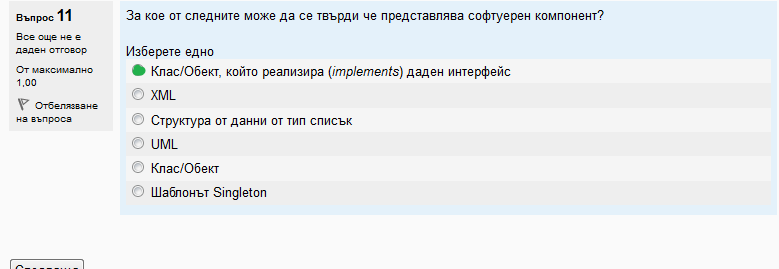 Въпрос 11
Все още не е
даден отговор
От максимално
1,00
Отбелязване
на въпроса
За кое от следните може да се твърди че представлява софтуерен компонент?
Изберете едно
Клас/Обект, който реализира (implements) даден интерфейс
XML
Структура от данни от тип списък
UML
Клас/Обект
Шаблонът Singleton